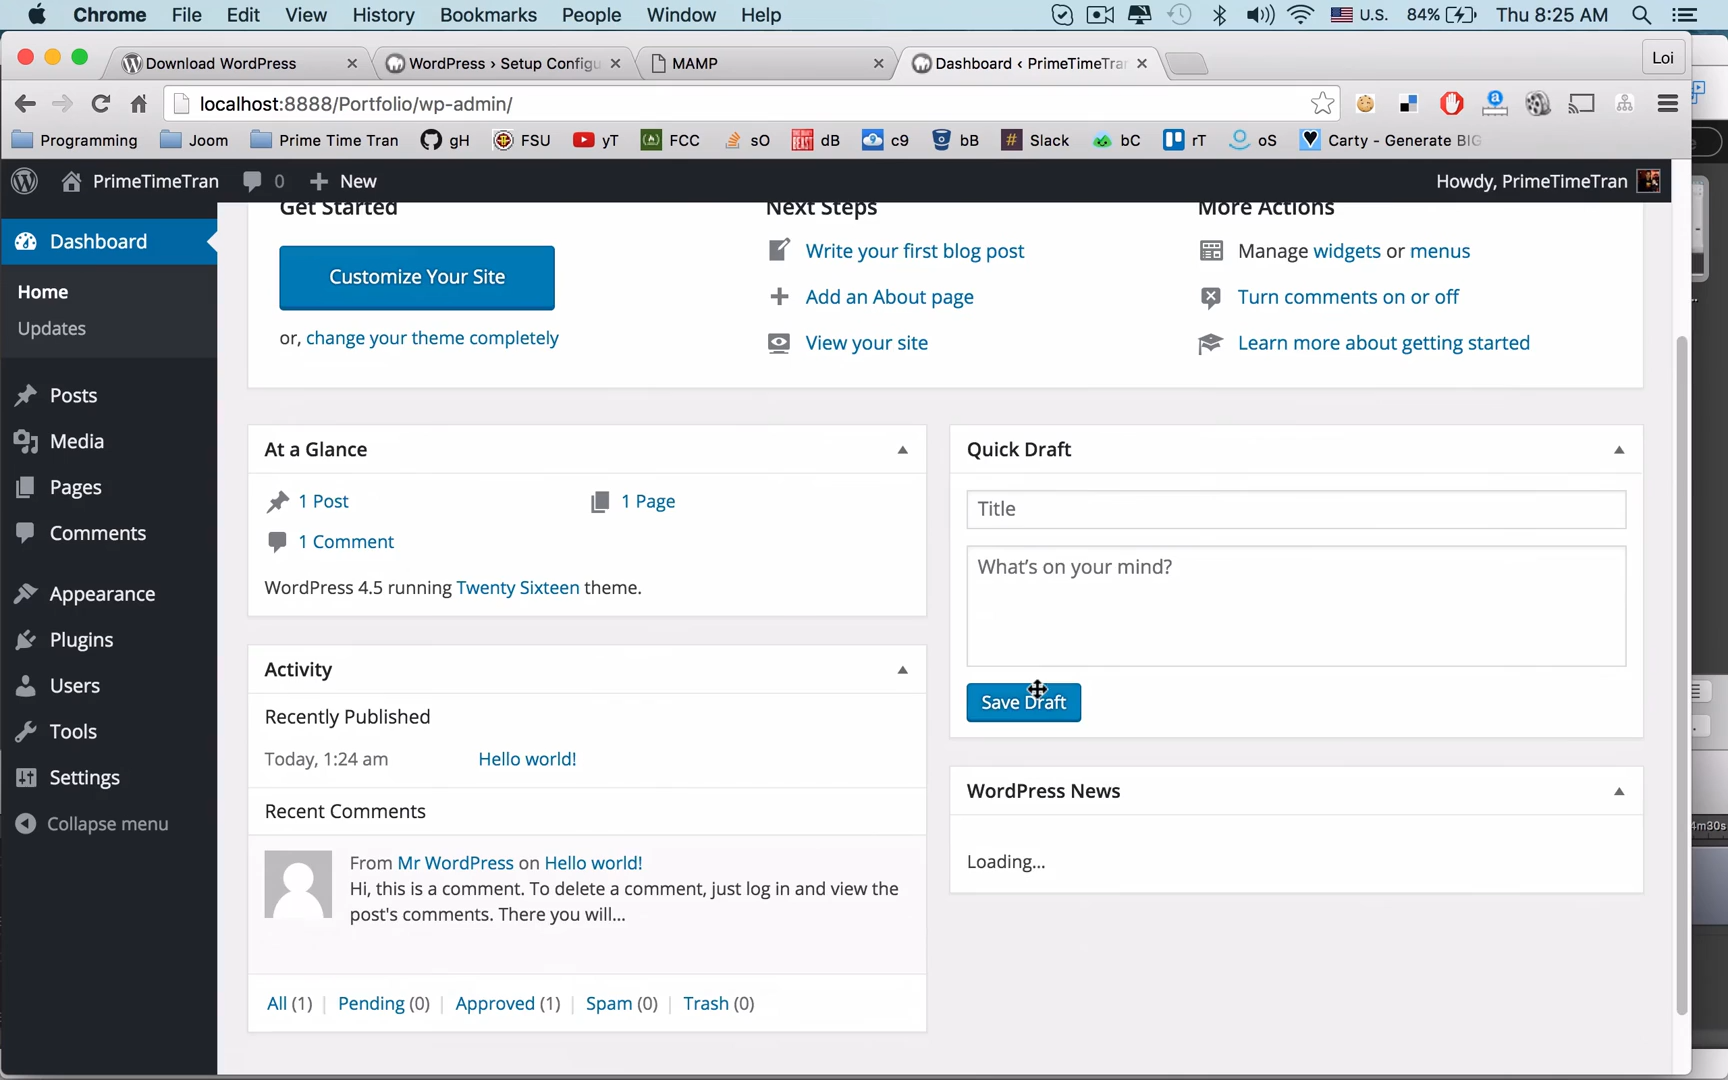 Chrome File Edit View History Bookmarks People Window Help U.S. 84% Thu 8:25 AM
Download WordPress WordPress › Setup Configu MAMP Dashboard ‹ PrimeTimeTran Loi
localhost:8888/Portfolio/wp-admin/
Programming Joom Prime Time Tran gH FSU yT FCC sO dB c9 bB Slack bC rT oS Carty - Generate BIG
PrimeTimeTran 0 New Howdy, PrimeTimeTran
Dashboard
Home
Updates
Posts
Media
Pages
Comments
Appearance
Plugins
Users
Tools
Settings
Collapse menu
Get Started
Customize Your Site
or, change your theme completely
Next Steps
Write your first blog post
Add an About page
View your site
More Actions
Manage widgets or menus
Turn comments on or off
Learn more about getting started
At a Glance
1 Post 1 Page
1 Comment
WordPress 4.5 running Twenty Sixteen theme.
Activity
Recently Published
Today, 1:24 am Hello world!
Recent Comments
From Mr WordPress on Hello world!
Hi, this is a comment. To delete a comment, just log in and view the
post's comments. There you will...
All (1) | Pending (0) | Approved (1) | Spam (0) | Trash (0)
Quick Draft
Title
What's on your mind?
Save Draft
WordPress News
Loading...
4m30s